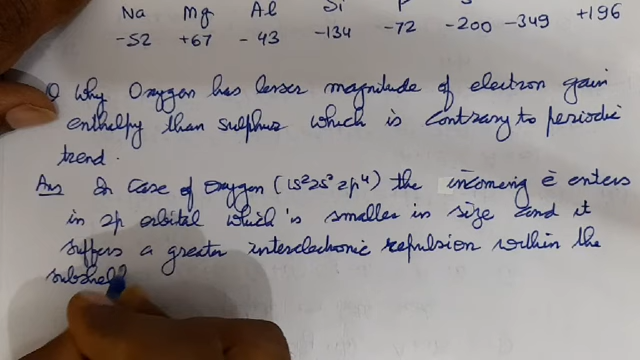 Na Mg Al Si P
-52 +67 -43 -134 -72 -200 -349 +196
Q Why Oxygen has lesser magnitude of electron gain
enthalpy than sulphur which is contrary to periodic
trend.
Ans In case of oxygen (1s² 2s² 2p⁴) the incoming e enters
in 2p orbital which is smaller in size and it
suffers a greater interelectronic repulsion within the
subshell